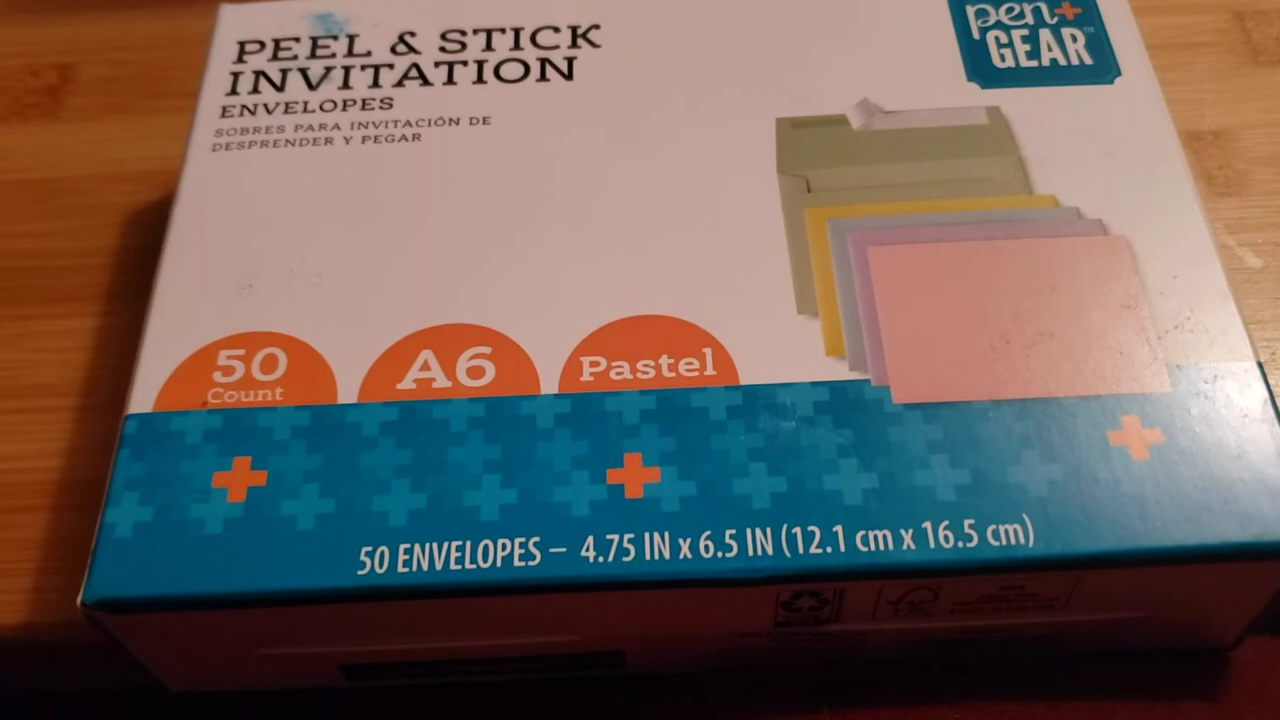 PEEL & STICK
INVITATION
ENVELOPES
SOBRES PARA INVITACIÓN DE
DESPRENDER Y PEGAR
pen+
GEAR™
50
Count
A6
Pastel
50 ENVELOPES – 4.75 IN x 6.5 IN (12.1 cm x 16.5 cm)